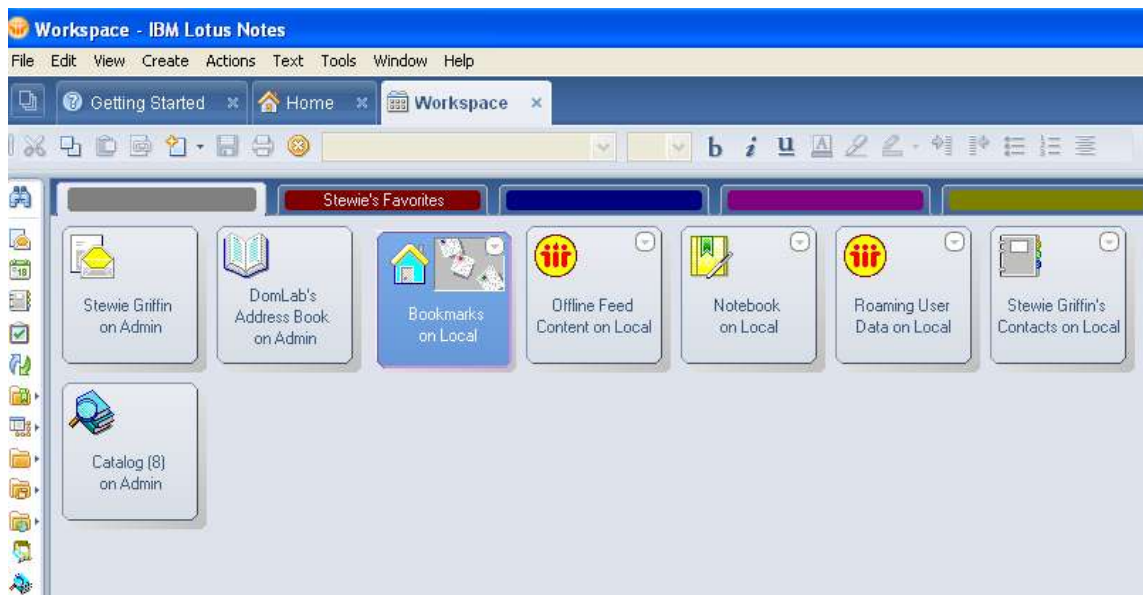 Workspace - IBM Lotus Notes
File Edit View Create Actions Text Tools Window Help
Getting Started Home Workspace
b i u A
Stewie's Favorites
Stewie Griffin
on Admin
DomLab's
Address Book
on Admin
Bookmarks
on Local
Offline Feed
Content on Local
Notebook
on Local
Roaming User
Data on Local
Stewie Griffin's
Contacts on Local
Catalog (8)
on Admin